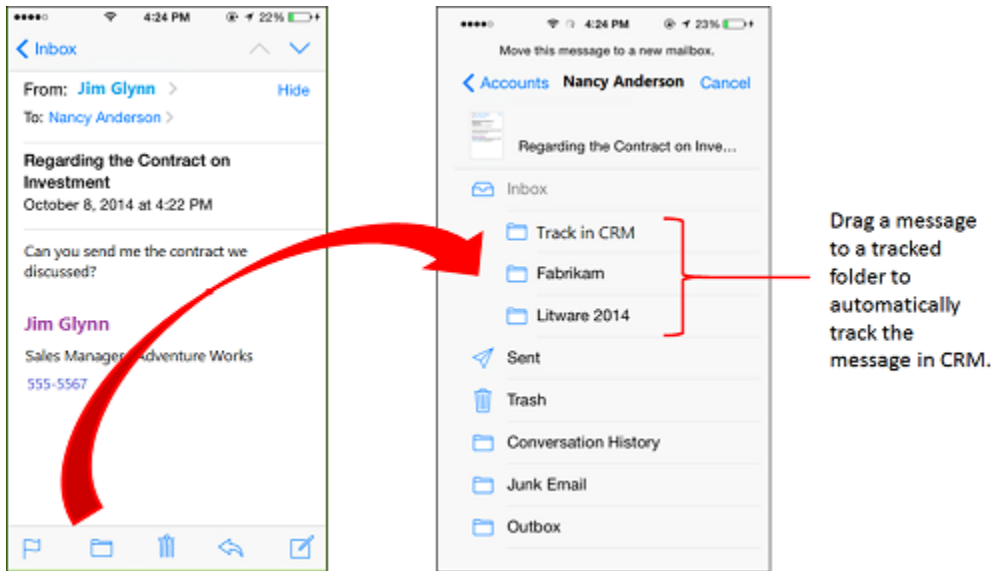 4:24 PM 22%
Inbox
From: Jim Glynn Hide
To: Nancy Anderson
Regarding the Contract on
Investment
October 8, 2014 at 4:22 PM
Can you send me the contract we
discussed?
Jim Glynn
Sales Manager, Adventure Works
555-5567
4:24 PM 23%
Move this message to a new mailbox.
Accounts Nancy Anderson Cancel
Regarding the Contract on Inve...
Inbox
Track in CRM
Fabrikam
Litware 2014
Sent
Trash
Conversation History
Junk Email
Outbox
Drag a message
to a tracked
folder to
automatically
track the
message in CRM.